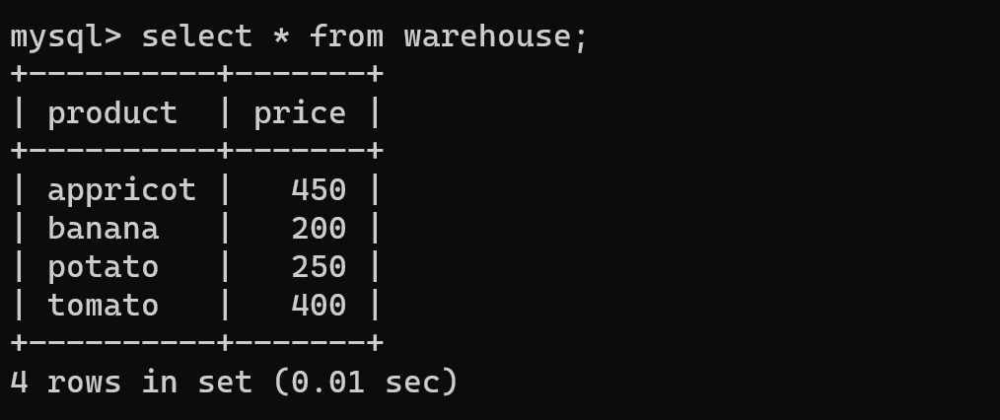 mysql> select * from warehouse;
+----------+-------+
| product  | price |
+----------+-------+
| appricot |   450 |
| banana   |   200 |
| potato   |   250 |
| tomato   |   400 |
+----------+-------+
4 rows in set (0.01 sec)